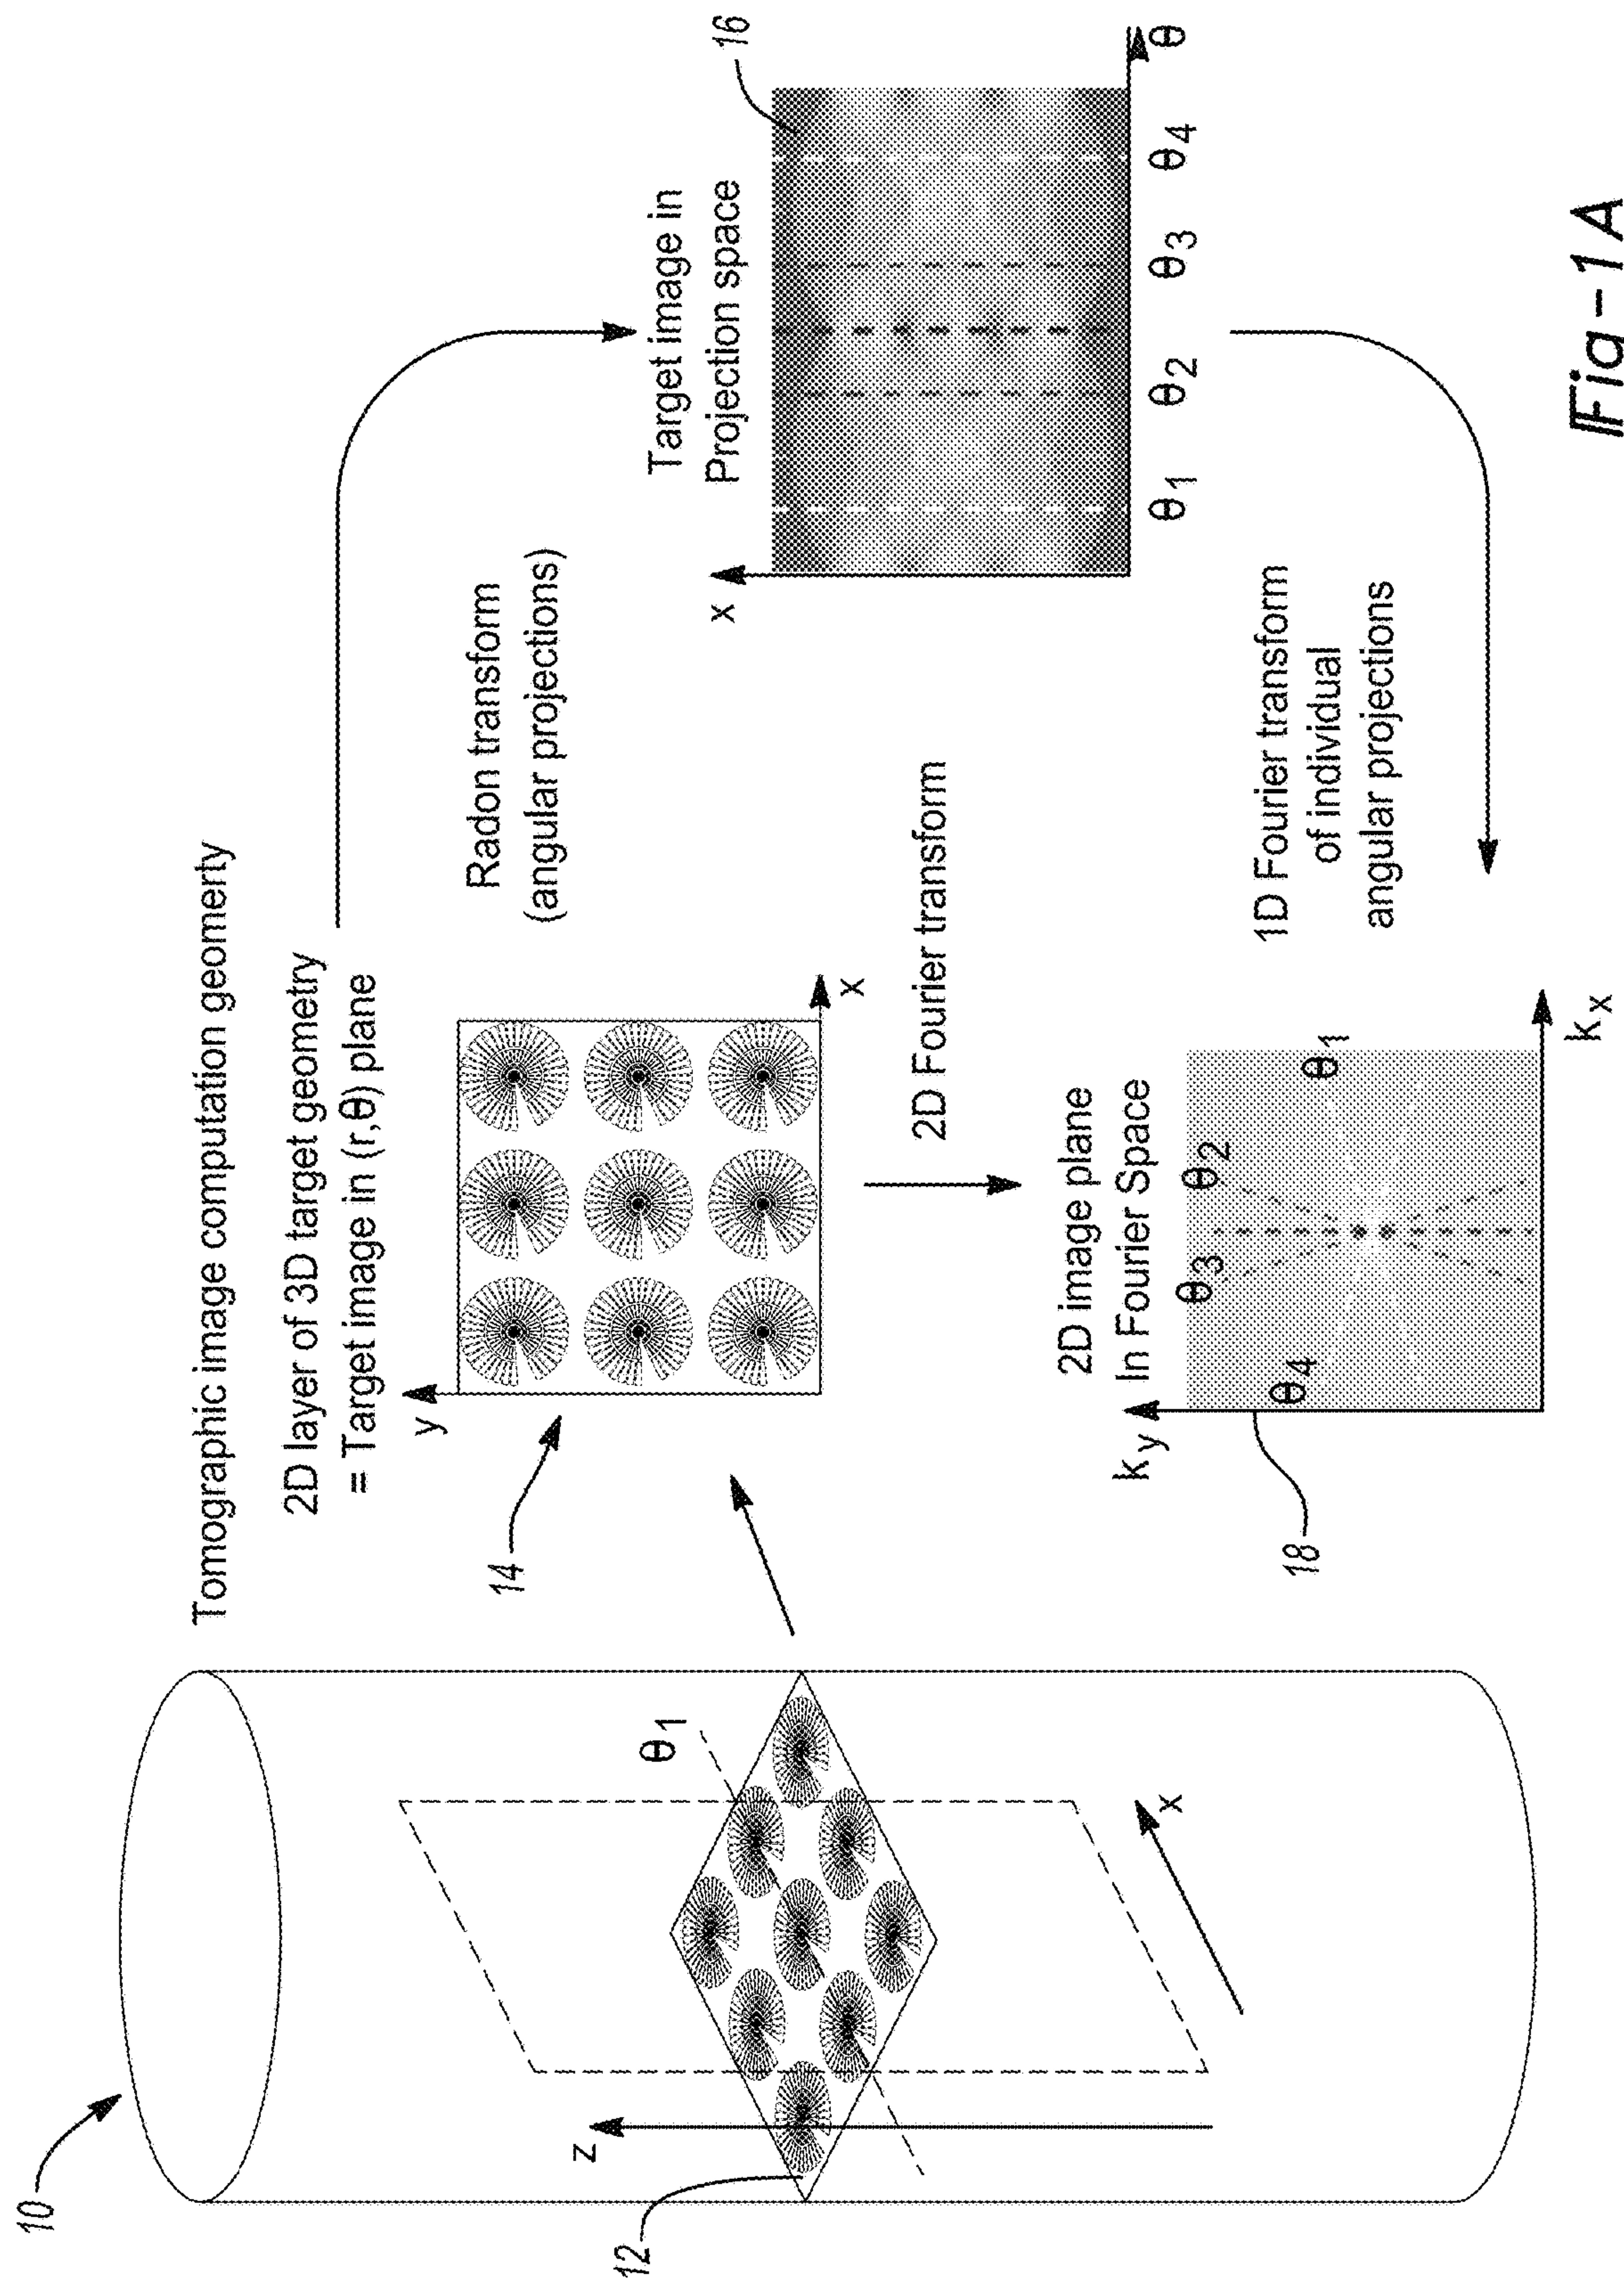 Tomographic image computation geomerty
10
12
z
x
θ1
2D layer of 3D target geometry
= Target image in (r,θ) plane
14
y
x
Radon transform
(angular projections)
Target image in
Projection space
16
x
θ1
θ2
θ3
θ4
θ
2D Fourier transform
2D image plane
In Fourier Space
18
ky
θ4
θ3
θ2
θ1
kx
1D Fourier transform
of individual
angular projections
Fig-1A